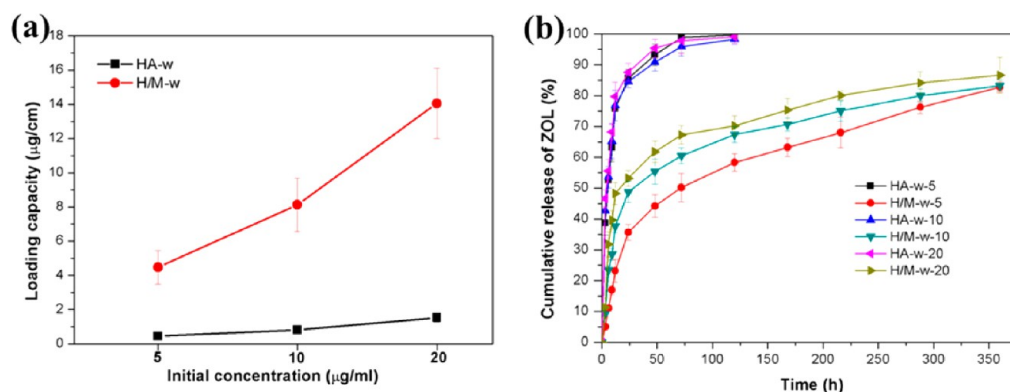 (a)
18
16
14
12
10
8
6
4
2
0
Loading capacity (μg/cm)
HA-w
H/M-w
5
10
20
Initial concentration (μg/ml)
(b)
100
90
80
70
60
50
40
30
20
10
0
Cumulative release of ZOL (%)
HA-w-5
H/M-w-5
HA-w-10
H/M-w-10
HA-w-20
H/M-w-20
0
50
100
150
200
250
300
350
Time (h)